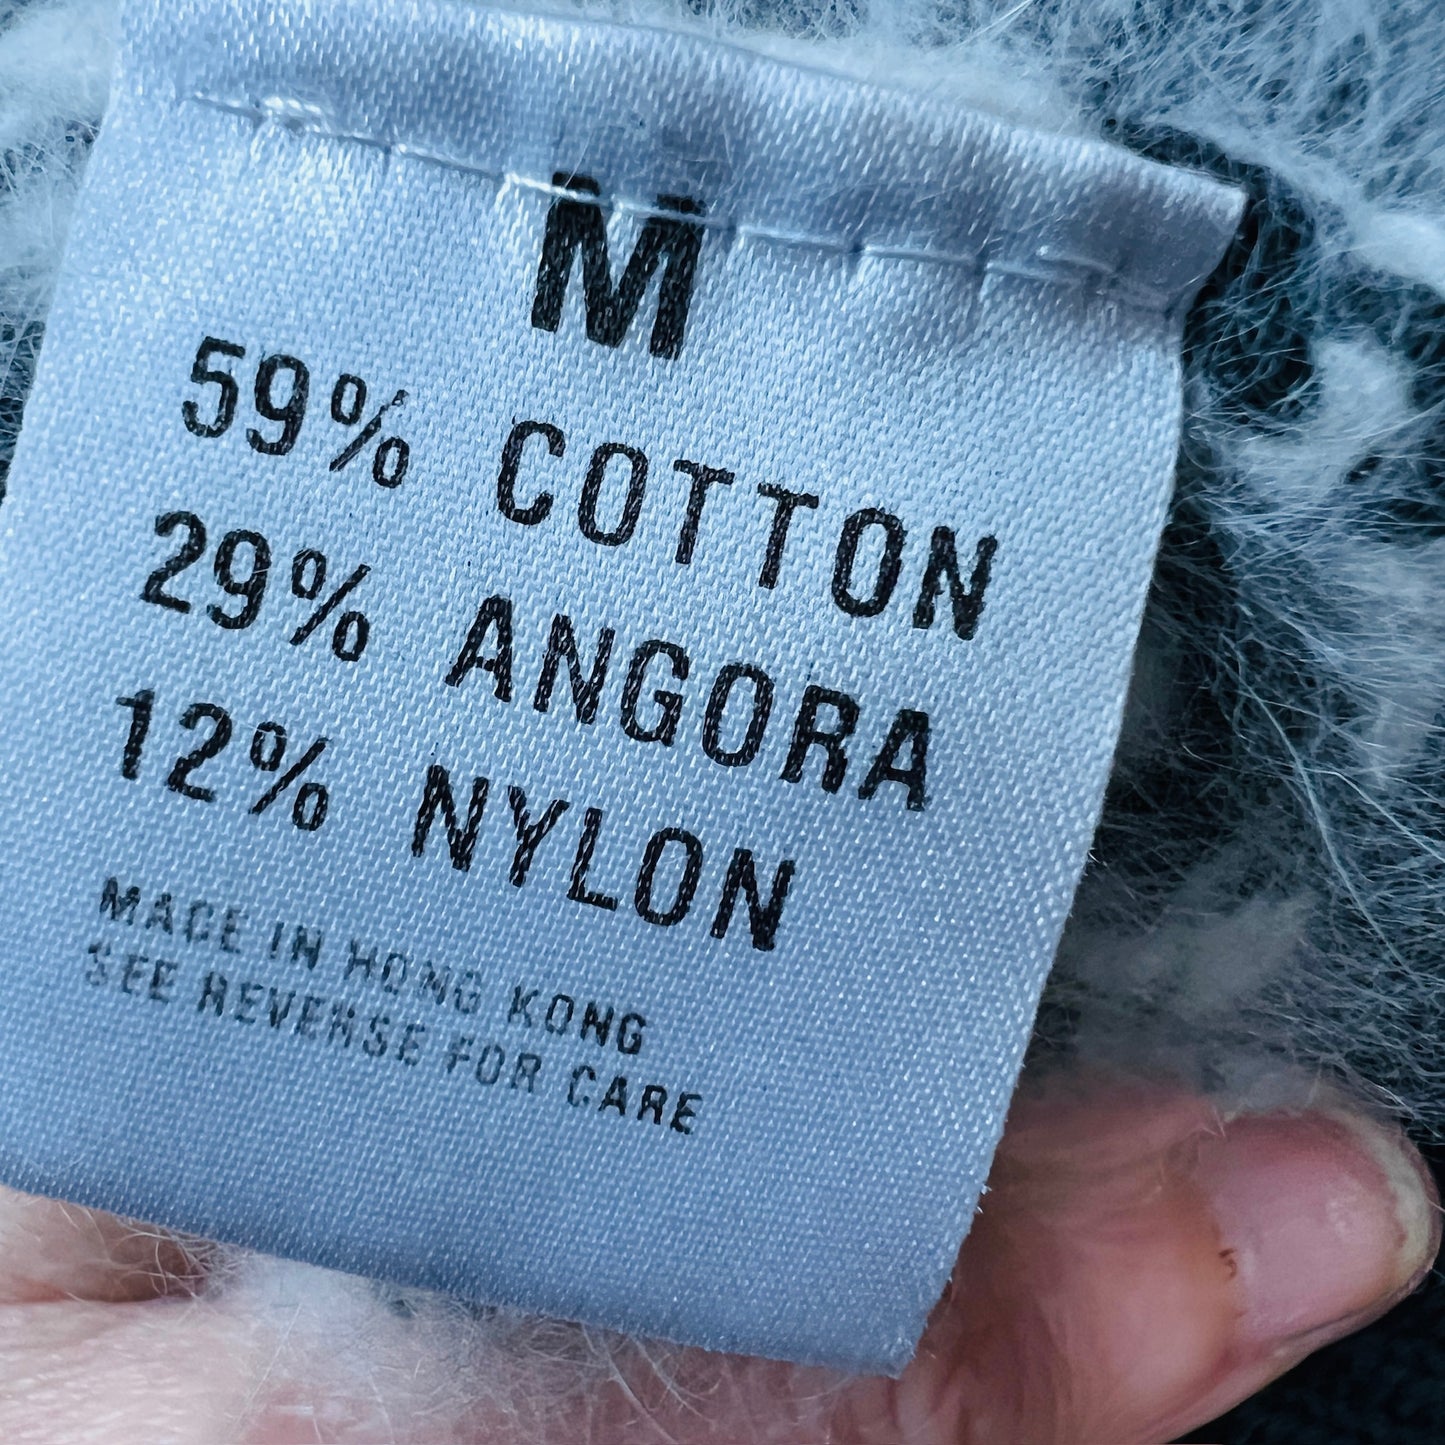 M
59% COTTON
29% ANGORA
12% NYLON
MADE IN HONG KONG
SEE REVERSE FOR CARE